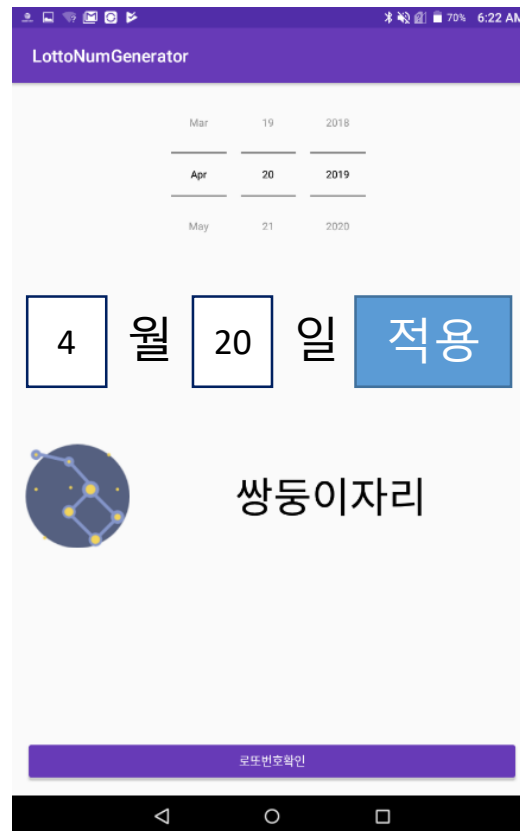 70% 6:22 AM
LottoNumGenerator
Mar 19 2018
Apr 20 2019
May 21 2020
4 월 20 일 적용
쌍둥이자리
로또번호확인